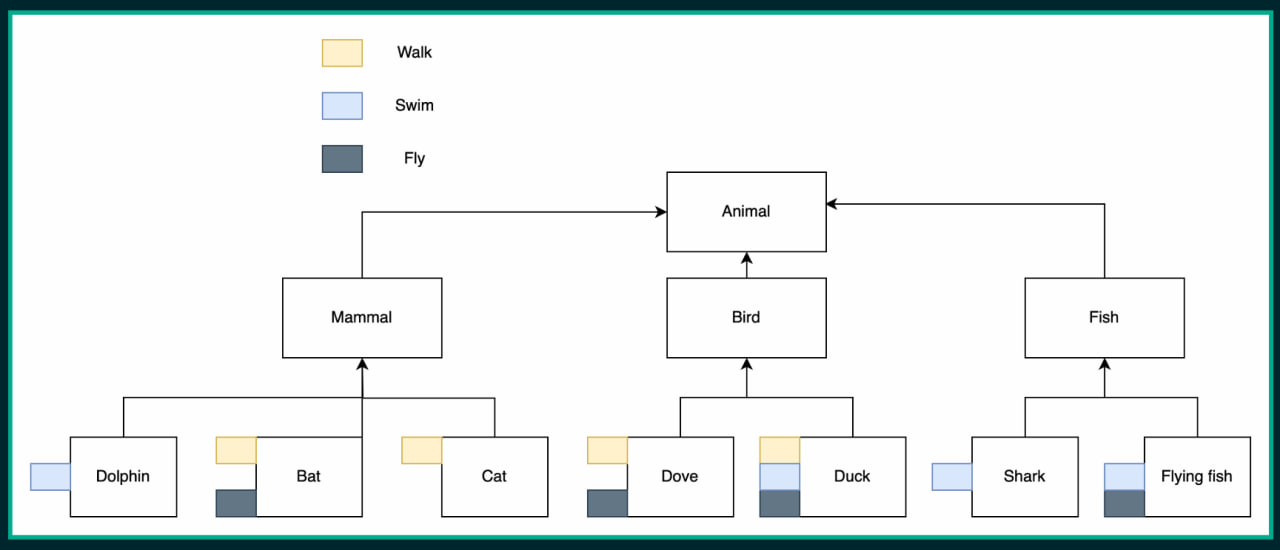 Walk
Swim
Fly
Animal
Mammal
Bird
Fish
Dolphin
Bat
Cat
Dove
Duck
Shark
Flying fish